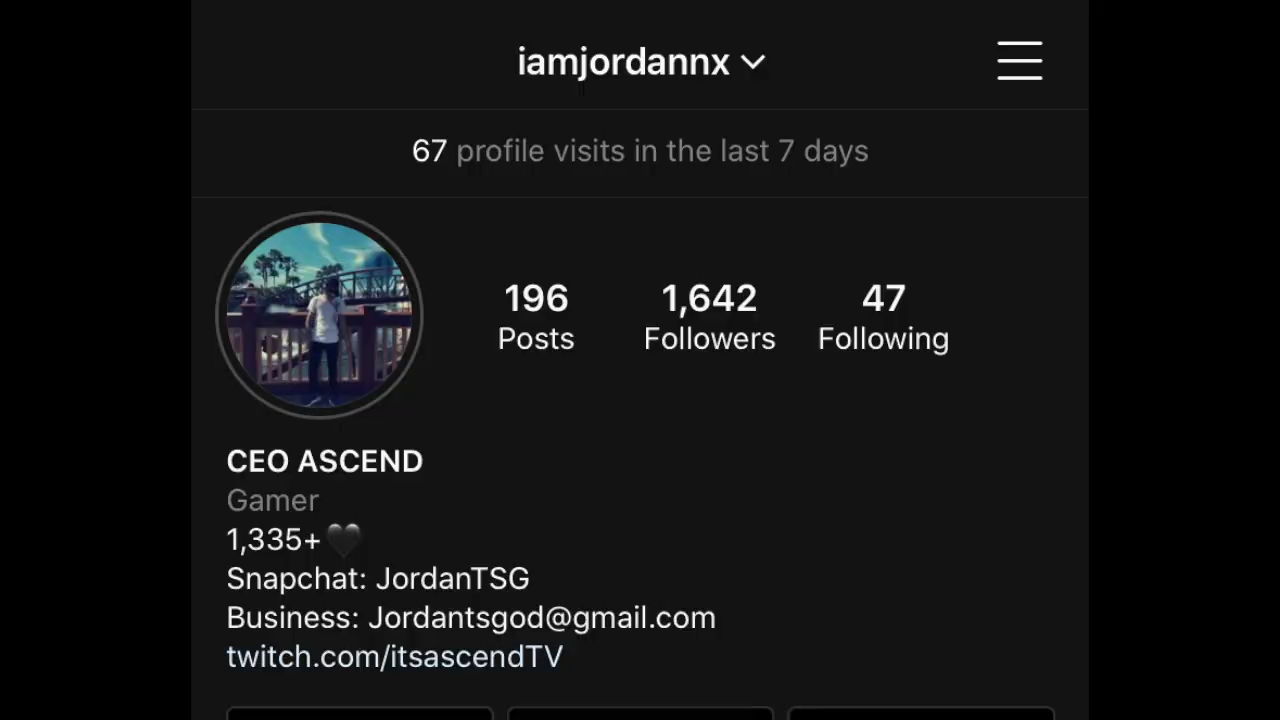 iamjordannx
67 profile visits in the last 7 days
196 1,642 47
Posts Followers Following
CEO ASCEND
Gamer
1,335+🖤
Snapchat: JordanTSG
Business: Jordantsgod@gmail.com
twitch.com/itsascendTV